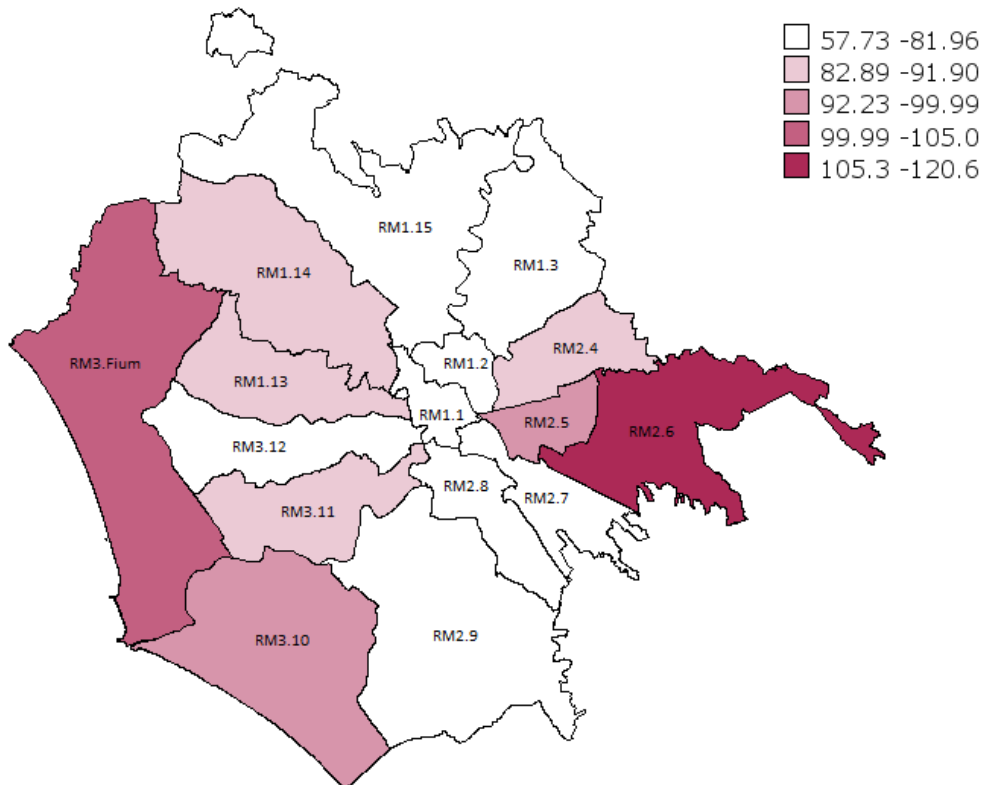 57.73 -81.96
82.89 -91.90
92.23 -99.99
99.99 -105.0
105.3 -120.6
RM1.15
RM1.3
RM1.14
RM2.4
RM3.Fium
RM1.2
RM1.13
RM1.1
RM2.5
RM2.6
RM3.12
RM2.8
RM2.7
RM3.11
RM2.9
RM3.10